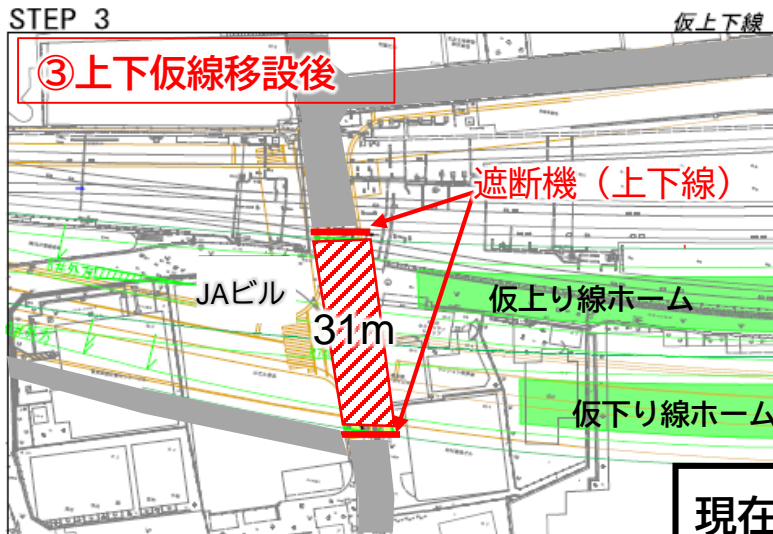 STEP 3
仮上下線
③上下仮線移設後
遮断機（上下線）
JAビル
仮上り線ホーム
31m
仮下り線ホーム
現在